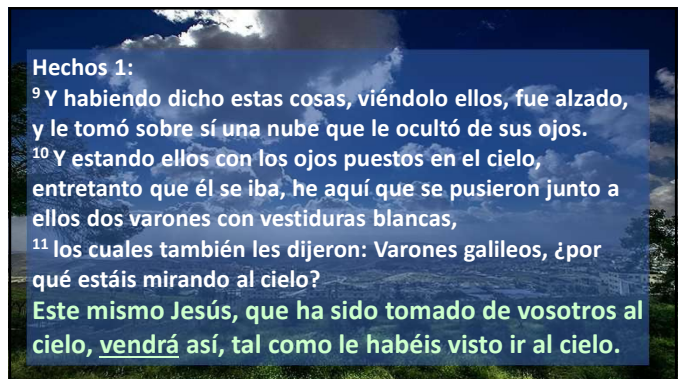 Hechos 1:
9 Y habiendo dicho estas cosas, viéndolo ellos, fue alzado,
y le tomó sobre sí una nube que le ocultó de sus ojos.
10 Y estando ellos con los ojos puestos en el cielo,
entretanto que él se iba, he aquí que se pusieron junto a
ellos dos varones con vestiduras blancas,
11 los cuales también les dijeron: Varones galileos, ¿por
qué estáis mirando al cielo?
Este mismo Jesús, que ha sido tomado de vosotros al
cielo, vendrá así, tal como le habéis visto ir al cielo.